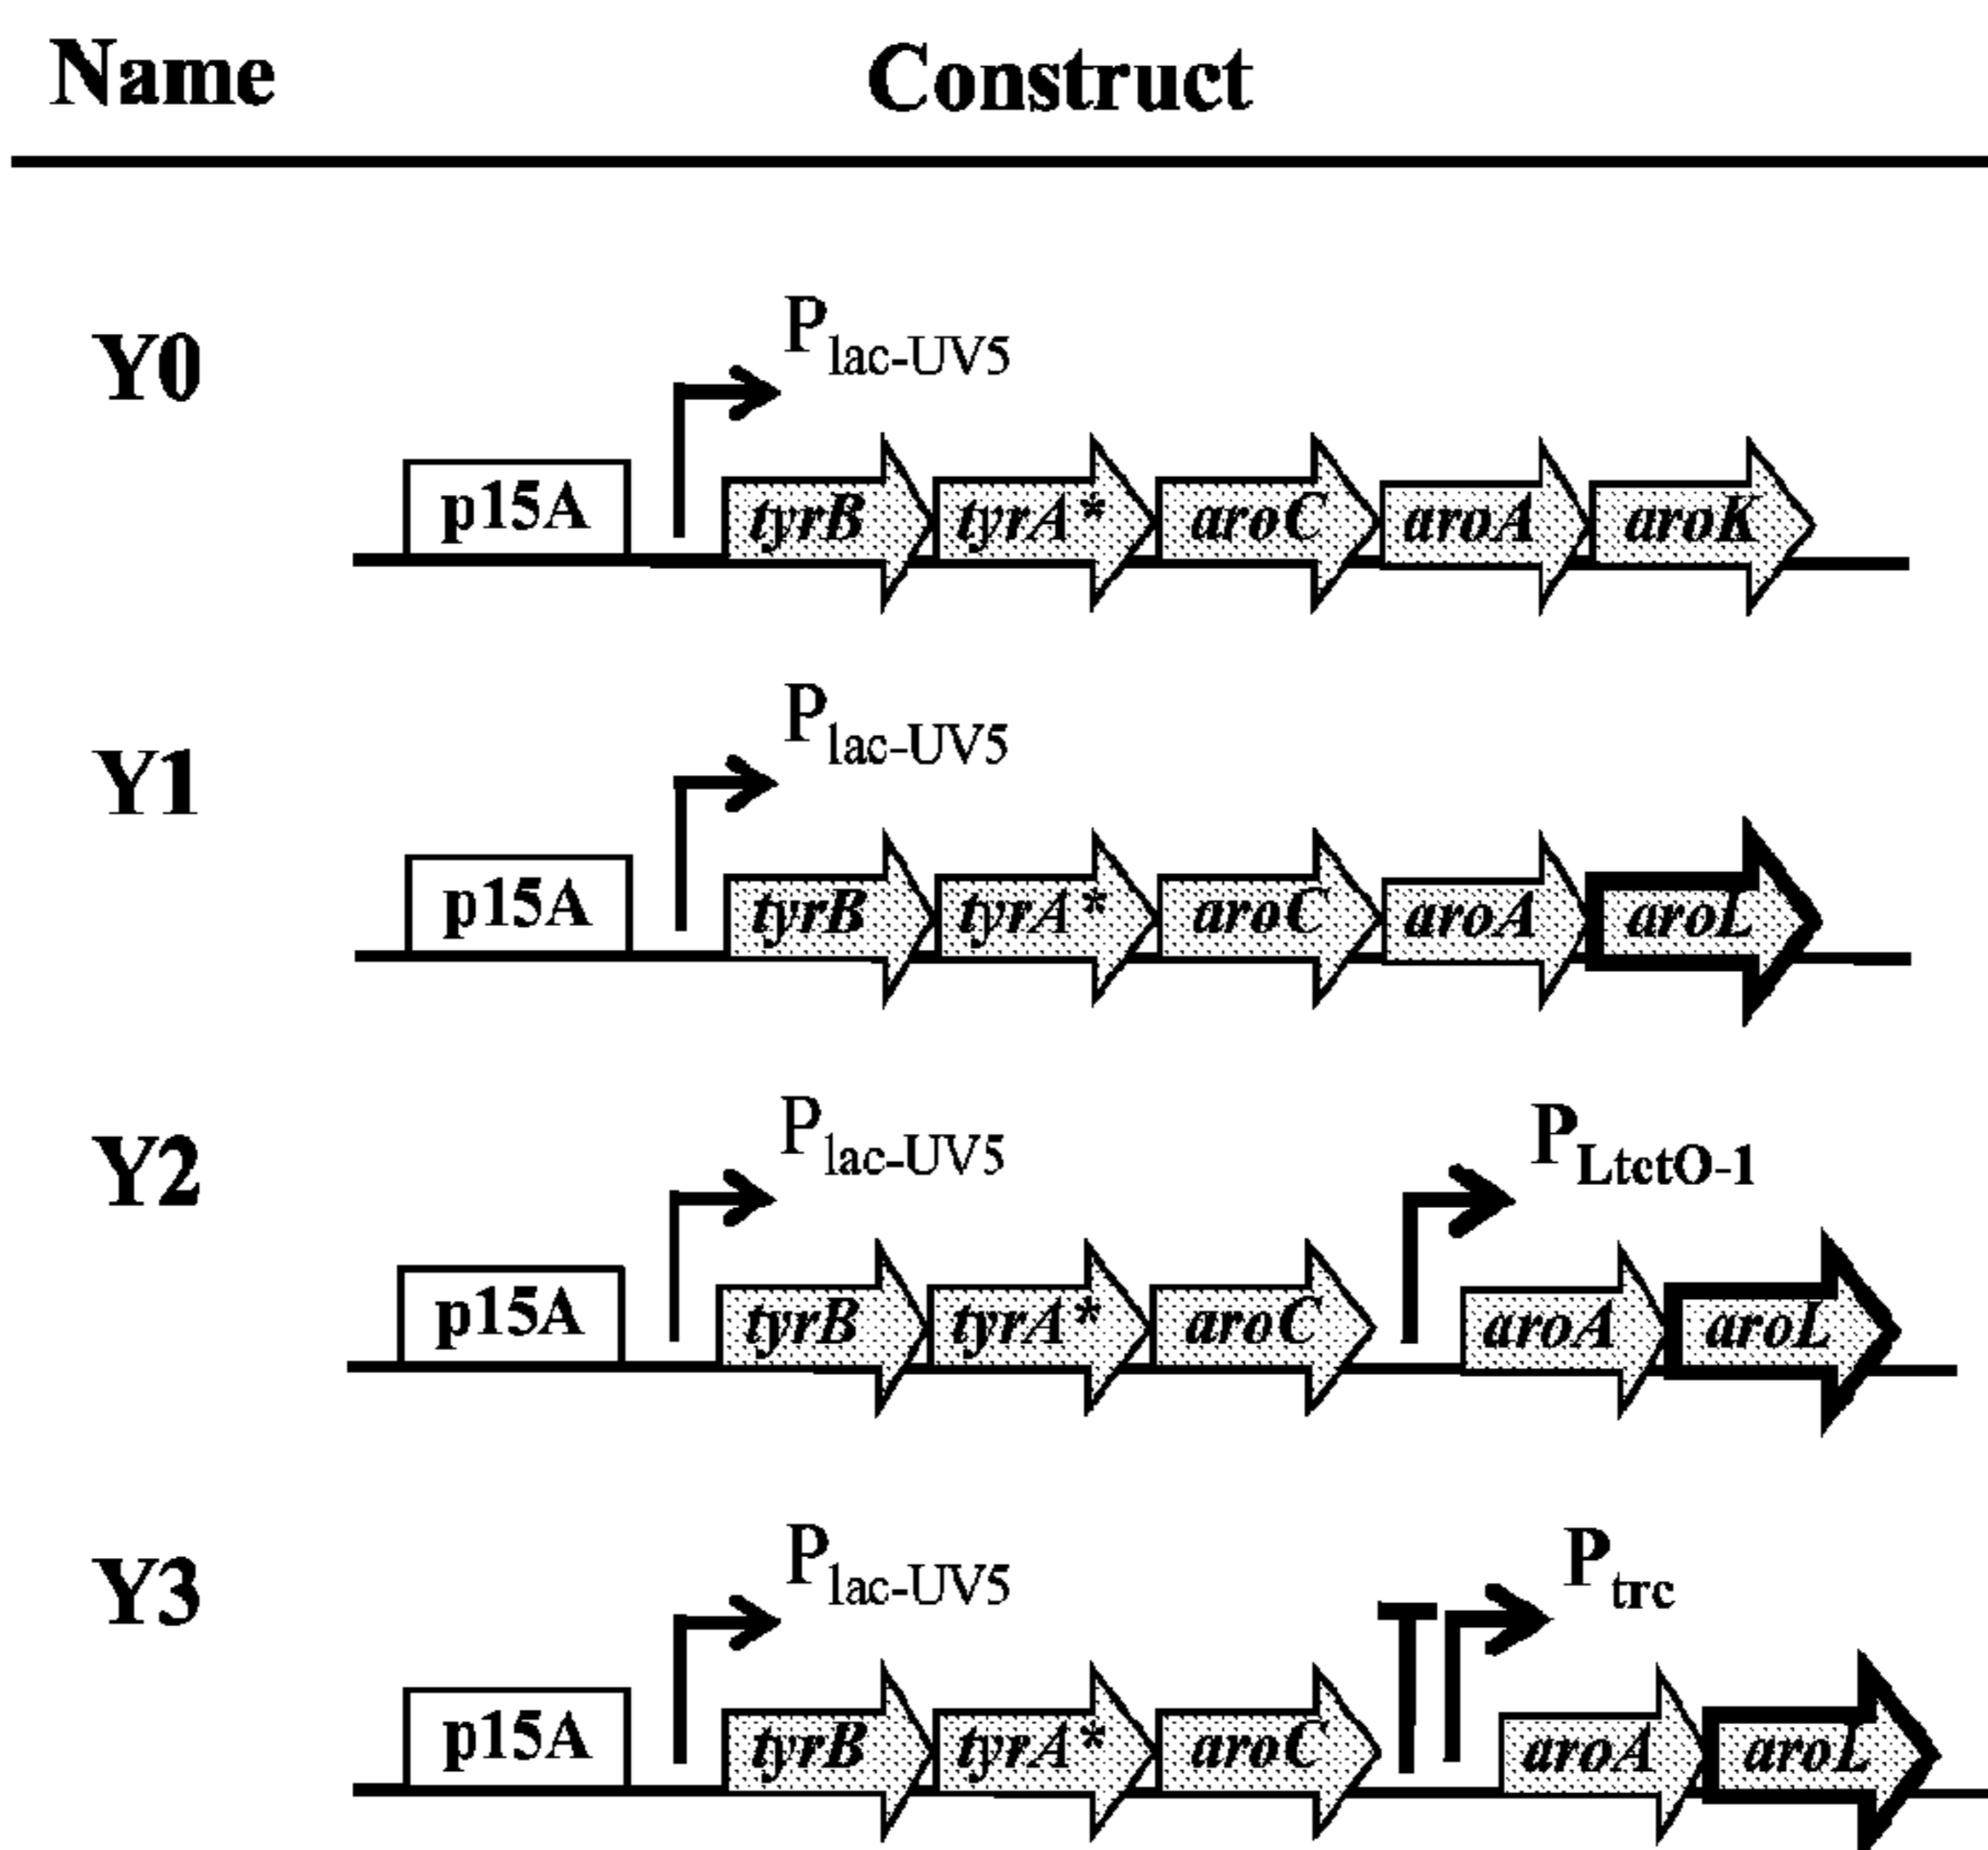 Name Construct
Y0 Plac-UV5
p15A tyrB tyrA* aroC aroA aroK
Y1 Plac-UV5
p15A tyrB tyrA* aroC aroA aroL
Y2 Plac-UV5 PLtctO-1
p15A tyrB tyrA* aroC aroA aroL
Y3 Plac-UV5 Ptrc
p15A tyrB tyrA* aroC aroA aroL